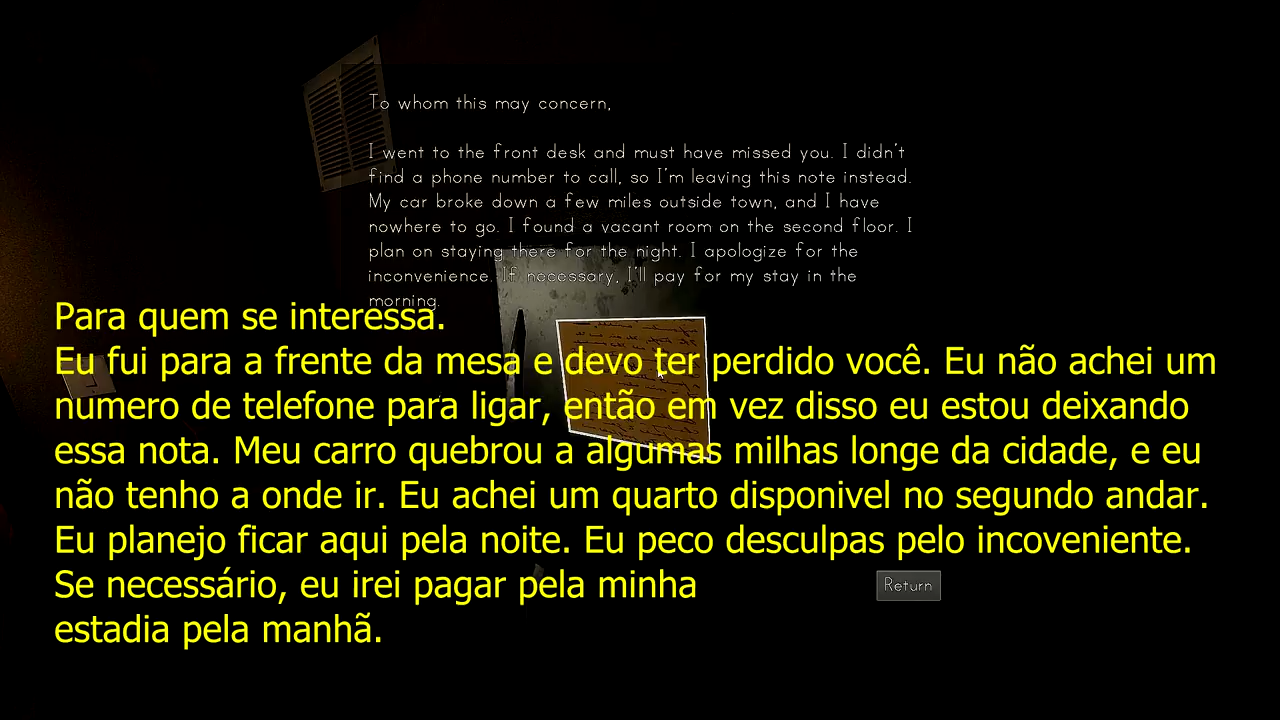 To whom this may concern,
I went to the front desk and must have missed you. I didn't
find a phone number to call, so I'm leaving this note instead.
My car broke down a few miles outside town, and I have
nowhere to go. I found a vacant room on the second floor. I
plan on staying there for the night. I apologize for the
inconvenience. If necessary, I'll pay for my stay in the
morning.
Para quem se interessa.
Eu fui para a frente da mesa e devo ter perdido você. Eu não achei um
numero de telefone para ligar, então em vez disso eu estou deixando
essa nota. Meu carro quebrou a algumas milhas longe da cidade, e eu
não tenho a onde ir. Eu achei um quarto disponivel no segundo andar.
Eu planejo ficar aqui pela noite. Eu peco desculpas pelo incoveniente.
Se necessário, eu irei pagar pela minha
Return
estadia pela manhã.